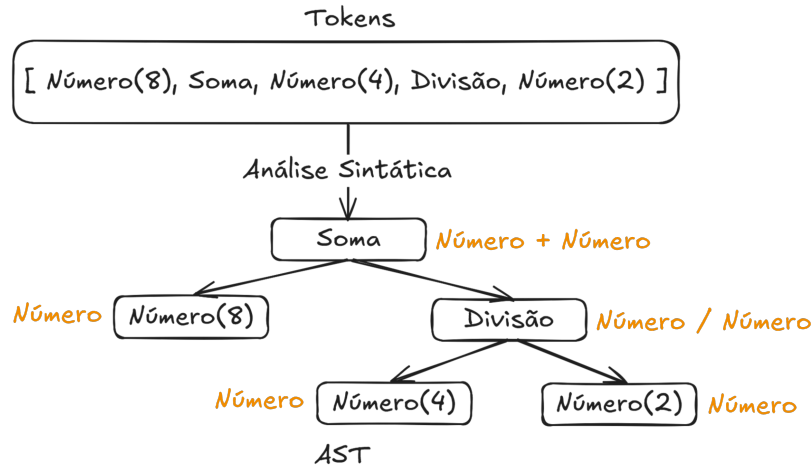 Tokens
[ Número(8), Soma, Número(4), Divisão, Número(2) ]
Análise Sintática
Soma Número + Número
Número Número(8) Divisão Número / Número
Número Número(4) Número(2) Número
AST